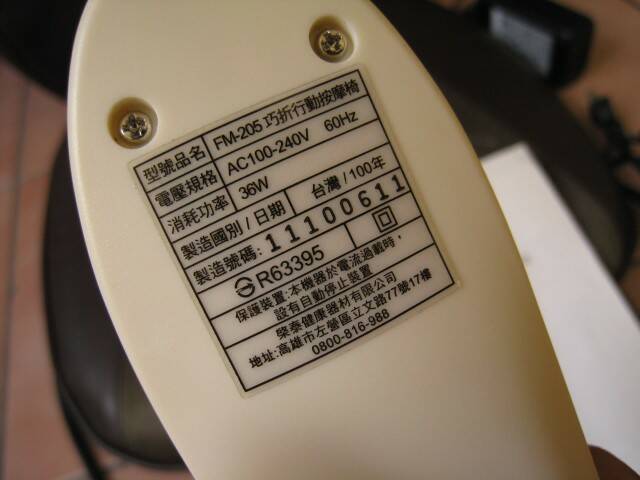 型號品名 FM-205 巧折行動按摩椅
電壓規格 AC100-240V 60Hz
消耗功率 36W
製造國別/日期 台灣/100年
製造號碼: 11100611
R63395
保護裝置:本機器於電流過載時,
設有自動停止裝置
榮泰健康器材有限公司
地址:高雄市左營區立文路77號17樓
0800-816-988